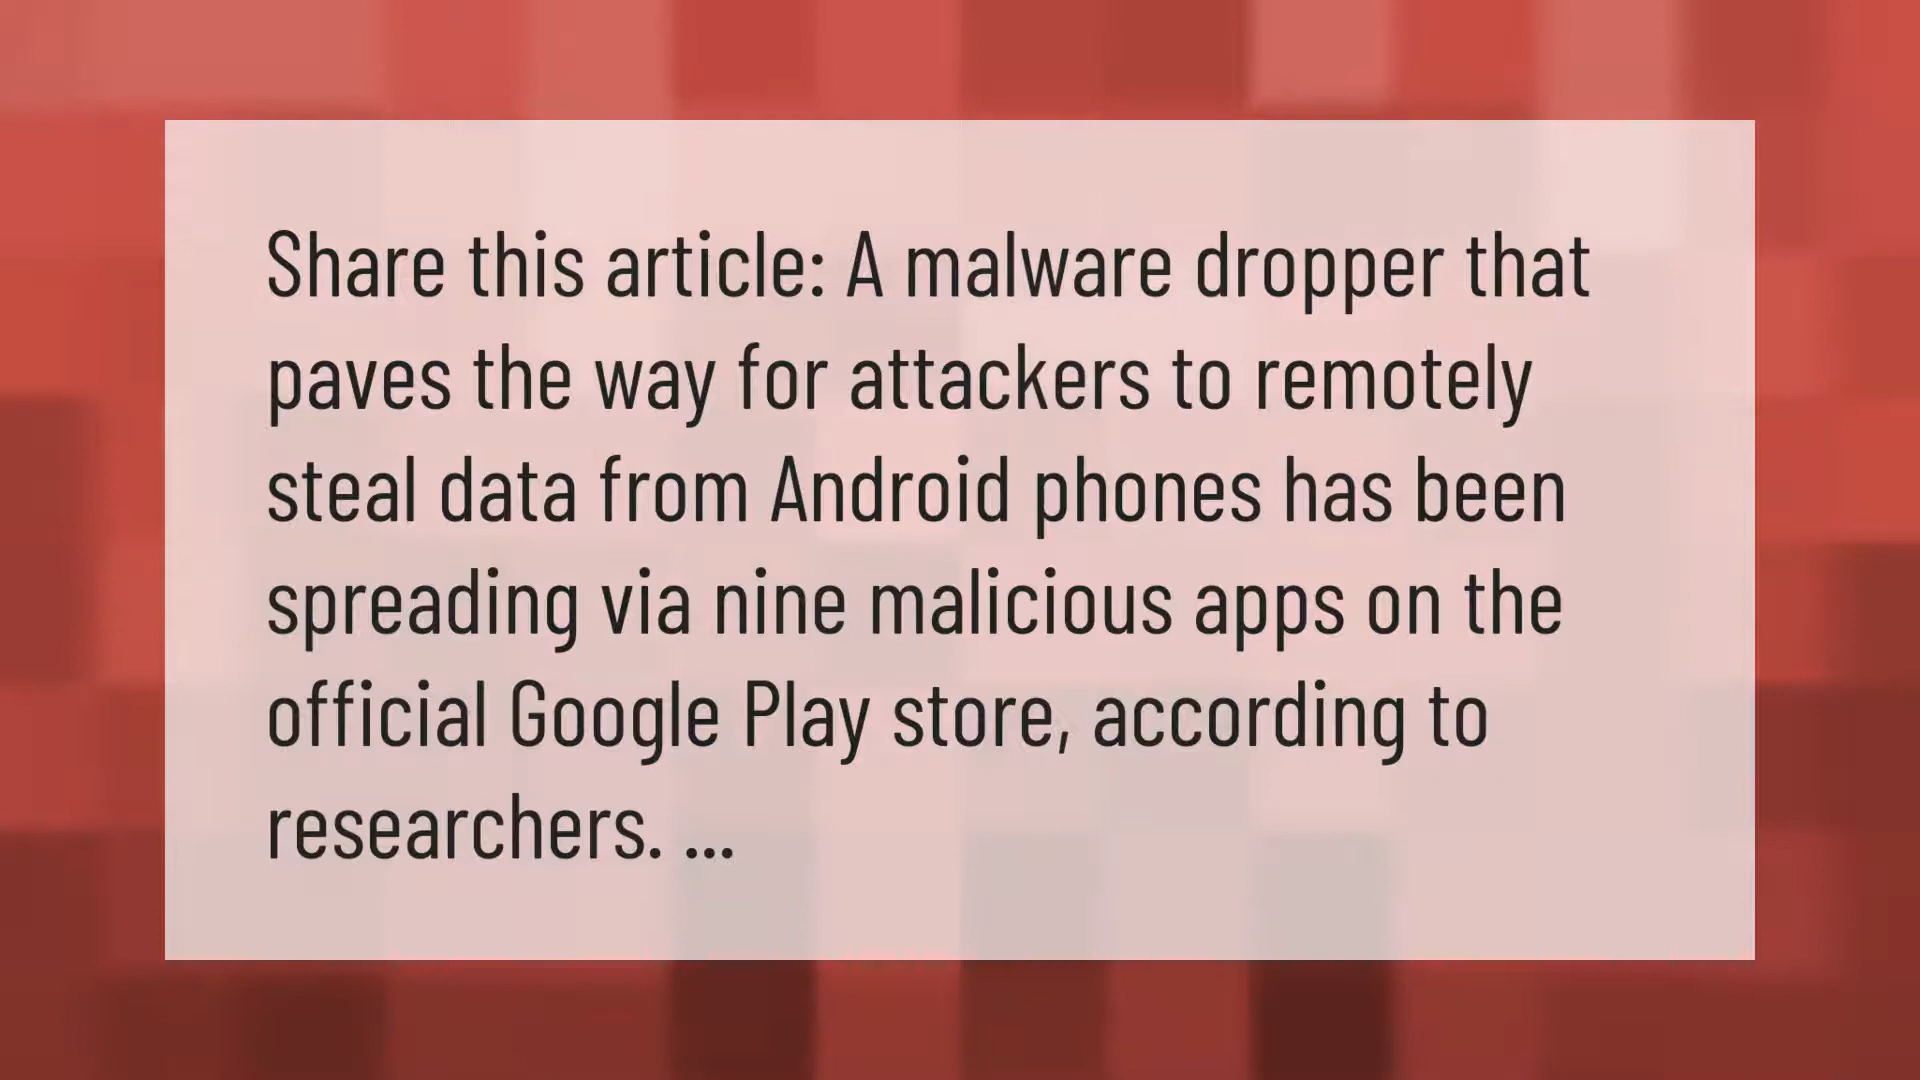 Share this article: A malware dropper that
paves the way for attackers to remotely
steal data from Android phones has been
spreading via nine malicious apps on the
official Google Play store, according to
researchers. ...